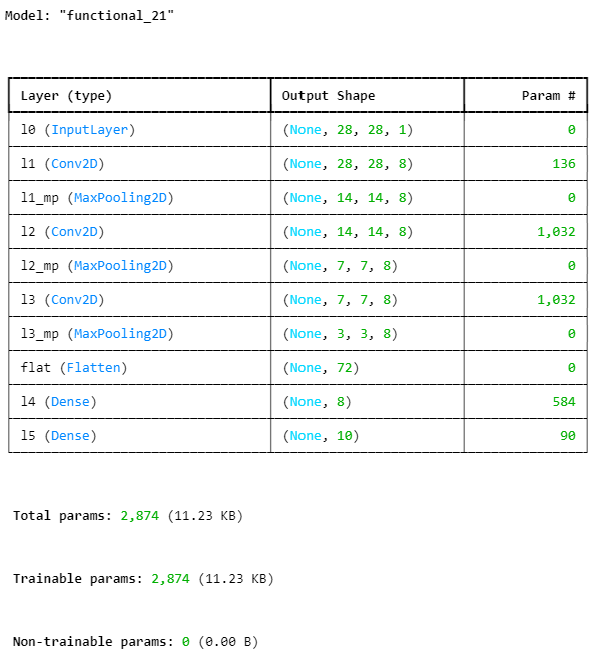 Model: "functional_21"
Layer (type) Output Shape Param #
l0 (InputLayer) (None, 28, 28, 1) 0
l1 (Conv2D) (None, 28, 28, 8) 136
l1_mp (MaxPooling2D) (None, 14, 14, 8) 0
l2 (Conv2D) (None, 14, 14, 8) 1,032
l2_mp (MaxPooling2D) (None, 7, 7, 8) 0
l3 (Conv2D) (None, 7, 7, 8) 1,032
l3_mp (MaxPooling2D) (None, 3, 3, 8) 0
flat (Flatten) (None, 72) 0
l4 (Dense) (None, 8) 584
l5 (Dense) (None, 10) 90
Total params: 2,874 (11.23 KB)
Trainable params: 2,874 (11.23 KB)
Non-trainable params: 0 (0.00 B)